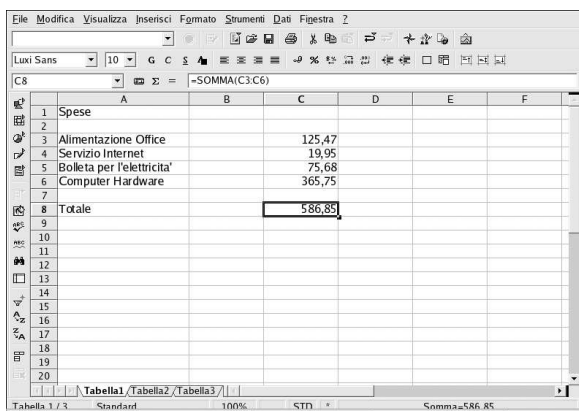 File Modifica Visualizza Inserisci Formato Strumenti Dati Finestra ?
Luxi Sans 10 G C S A
C8 Σ = =SOMMA(C3:C6)
A B C D E F
1 Spese
2
3 Alimentazione Office 125,47
4 Servizio Internet 19,95
5 Bolleta per l'elettricita' 75,68
6 Computer Hardware 365,75
7
8 Totale 586,85
9
10
11
12
13
14
15
16
17
18
19
20
Tabella1 Tabella2 Tabella3
Tabella 1 / 3 Standard 100% STD * Somma=586,85